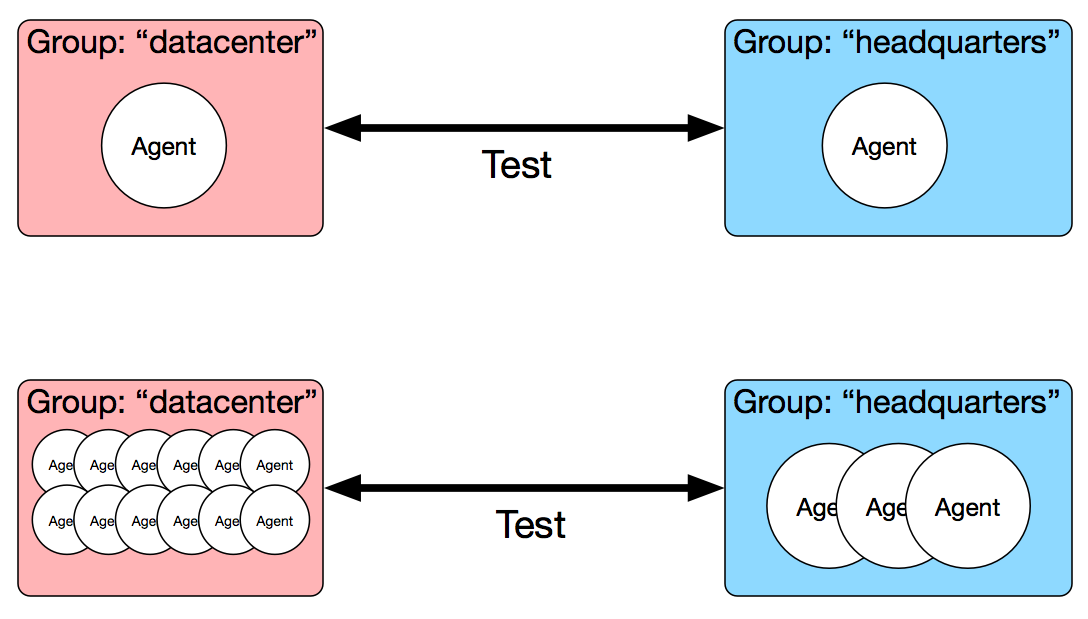 Group: “datacenter”
Group: “headquarters”
Agent
Agent
Test
Group: “datacenter”
Group: “headquarters”
Age Age Age Age Age Agent
Age Age Age Age Age Agent
Age Age Agent
Test